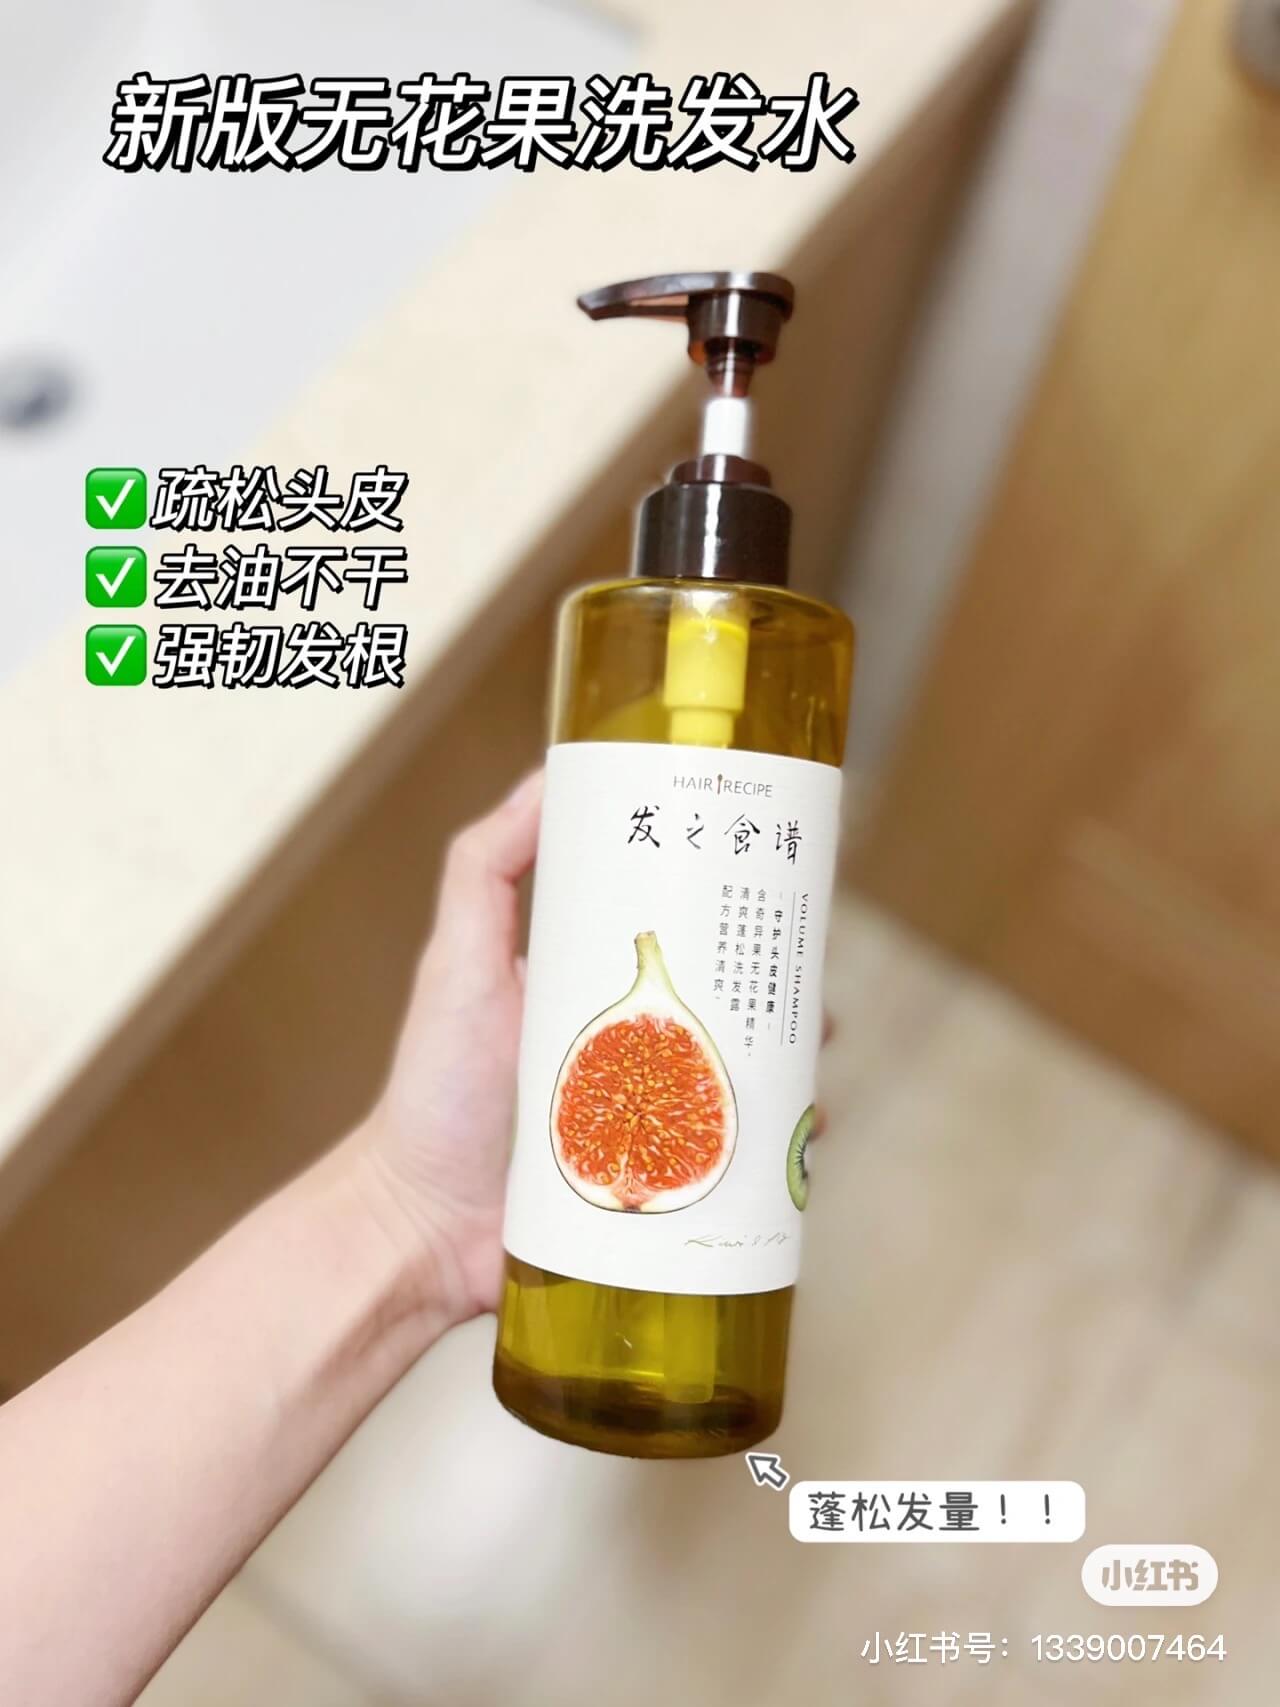 新版无花果洗发水
✅疏松头皮
✅去油不干
✅强韧发根
HAIR RECIPE
发之食谱
VOLUME SHAMPOO
守护头皮健康
含奇异果无花果精华，
清爽蓬松洗发露
配方营养清爽~
蓬松发量！！
小红书
小红书号：1339007464